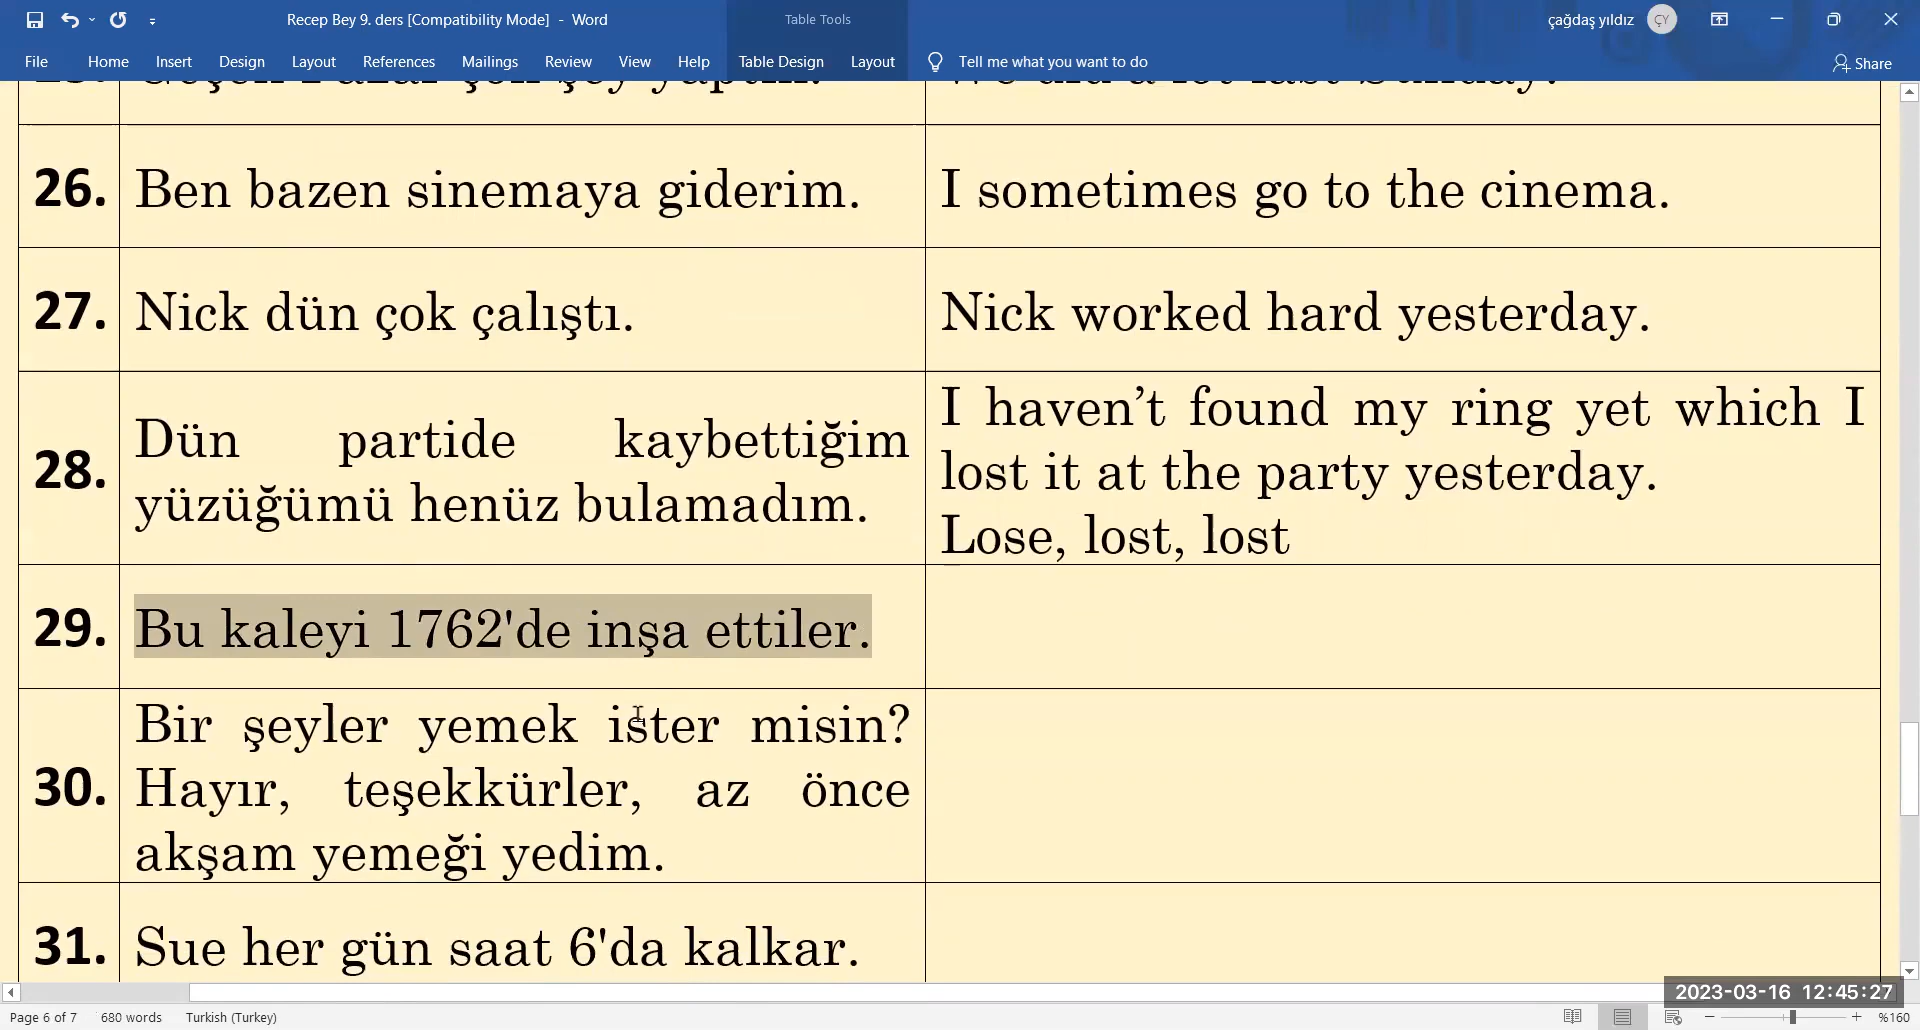 Recep Bey 9. ders [Compatibility Mode] - Word
Table Tools
çağdaş yıldız
ÇY
File Home Insert Design Layout References Mailings Review View Help Table Design Layout Tell me what you want to do Share
26. Ben bazen sinemaya giderim. I sometimes go to the cinema.
27. Nick dün çok çalıştı. Nick worked hard yesterday.
28. Dün partide kaybettiğim
yüzüğümü henüz bulamadım.
I haven’t found my ring yet which I
lost it at the party yesterday.
Lose, lost, lost
29. Bu kaleyi 1762'de inşa ettiler.
30. Bir şeyler yemek ister misin?
Hayır, teşekkürler, az önce
akşam yemeği yedim.
31. Sue her gün saat 6'da kalkar.
2023-03-16 12:45:27
Page 6 of 7 680 words Turkish (Turkey) %160